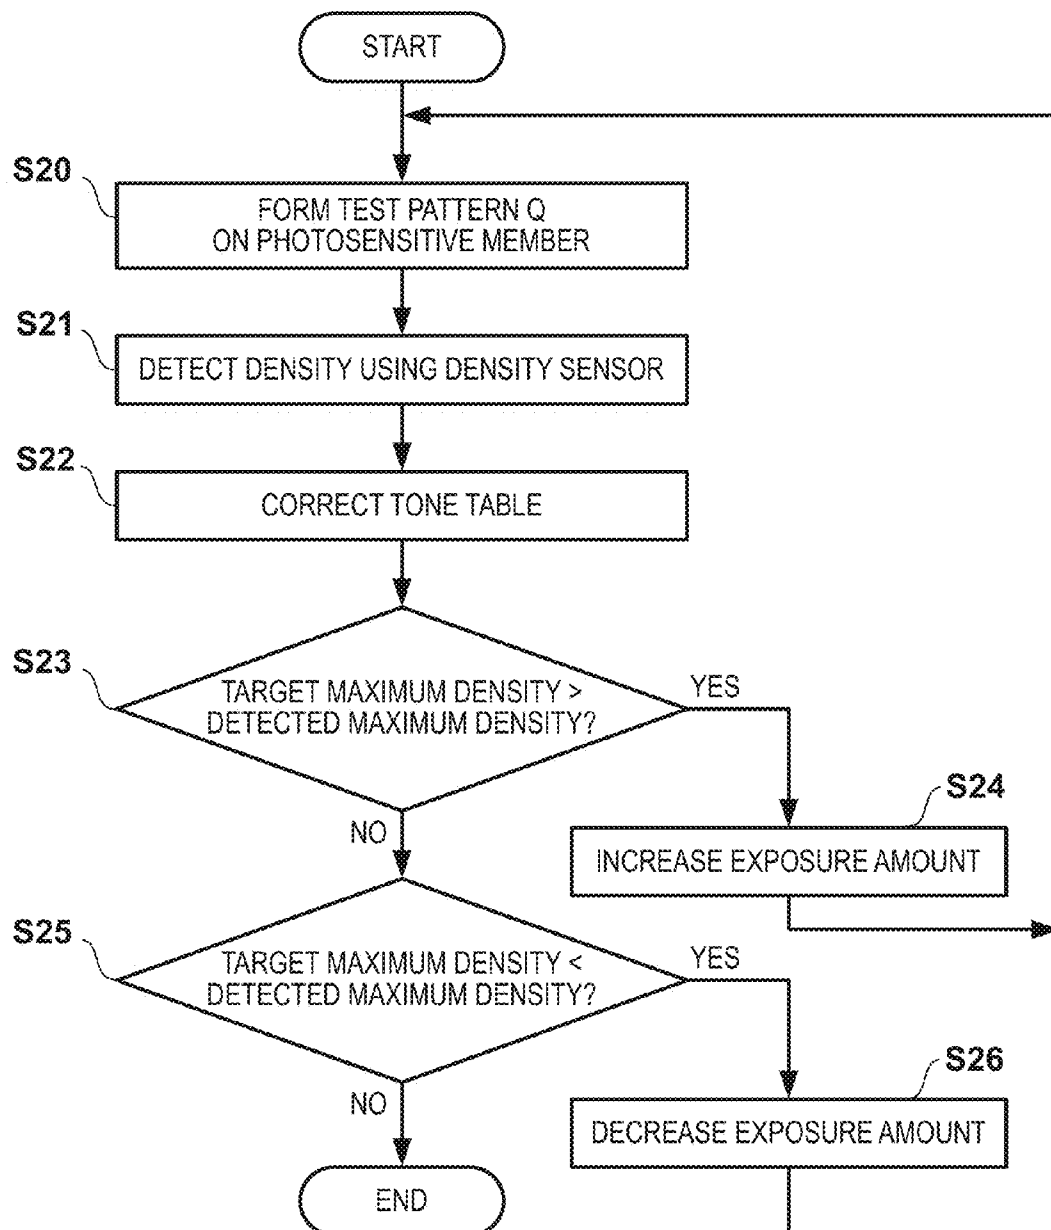 START
S20
FORM TEST PATTERN Q
ON PHOTOSENSITIVE MEMBER
S21
DETECT DENSITY USING DENSITY SENSOR
S22
CORRECT TONE TABLE
S23
TARGET MAXIMUM DENSITY >
DETECTED MAXIMUM DENSITY?
YES
NO
S24
INCREASE EXPOSURE AMOUNT
S25
TARGET MAXIMUM DENSITY <
DETECTED MAXIMUM DENSITY?
YES
NO
S26
DECREASE EXPOSURE AMOUNT
END